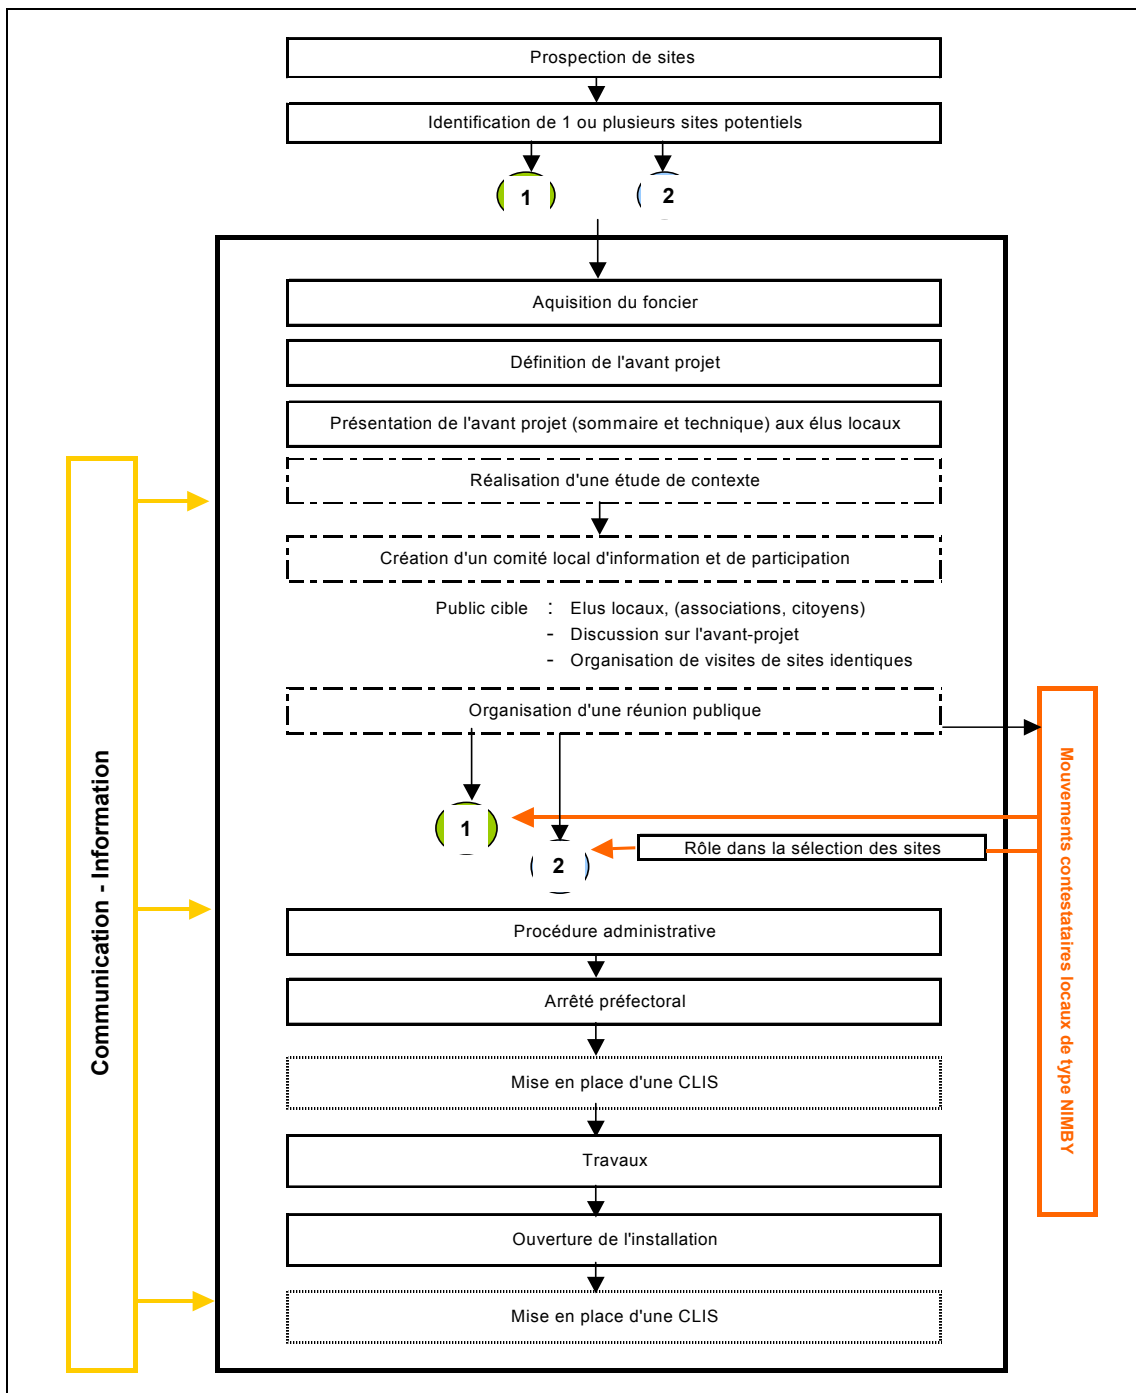 Prospection de sites
Identification de 1 ou plusieurs sites potentiels
1
2
Aquisition du foncier
Définition de l'avant projet
Présentation de l'avant projet (sommaire et technique) aux élus locaux
Réalisation d'une étude de contexte
Création d'un comité local d'information et de participation
Public cible : Elus locaux, (associations, citoyens)
- Discussion sur l'avant-projet
- Organisation de visites de sites identiques
Organisation d'une réunion publique
1
Rôle dans la sélection des sites
2
Procédure administrative
Arrêté préfectoral
Mise en place d'une CLIS
Travaux
Ouverture de l'installation
Mise en place d'une CLIS
Communication - Information
Mouvements contestataires locaux de type NIMBY